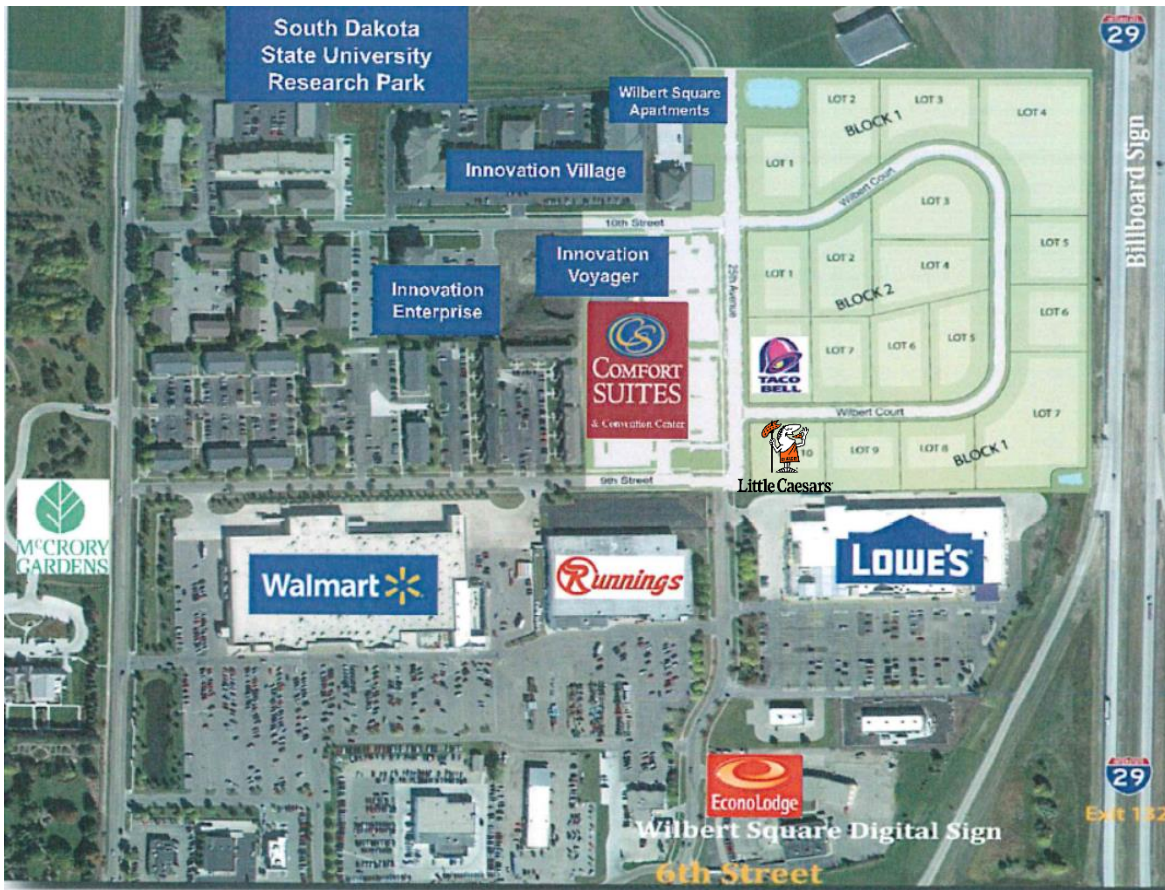 South Dakota
State University
Research Park
INTERSTATE
29
Wilbert Square
Apartments
LOT 2
LOT 3
LOT 4
BLOCK 1
LOT 1
Innovation Village
Wilbert Court
LOT 3
10th Street
Billboard Sign
Innovation
Voyager
LOT 1
LOT 2
LOT 4
LOT 5
BLOCK 2
25th Avenue
Innovation
Enterprise
LOT 6
CS
COMFORT
SUITES
& Convention Center
TACO
BELL
LOT 7
LOT 6
LOT 5
Wilbert Court
LOT 7
10
LOT 9
LOT 8
BLOCK 1
9th Street
Little Caesars
McCRORY
GARDENS
Walmart
Runnings
LOWE'S
INTERSTATE
29
EconoLodge
Exit 132
Wilbert Square Digital Sign
6th Street